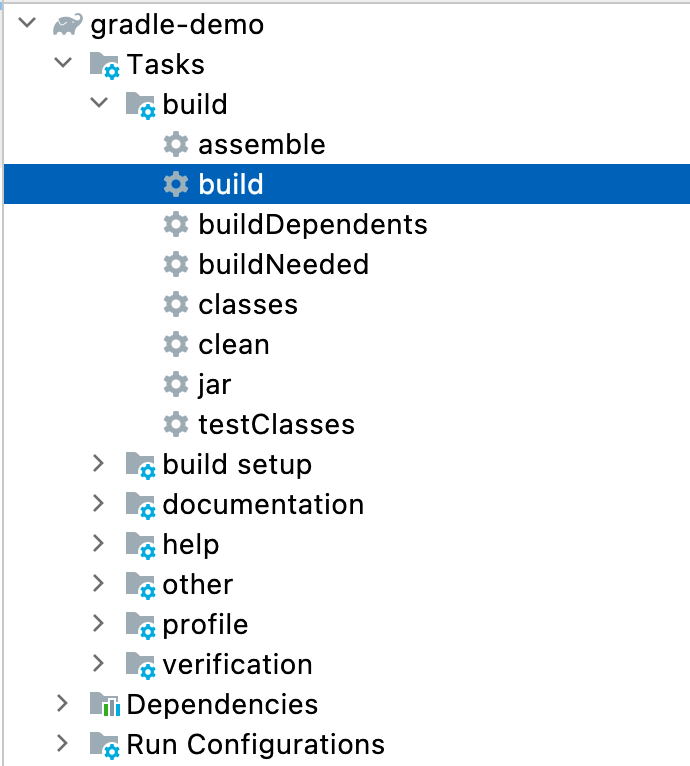 gradle-demo
Tasks
build
assemble
build
buildDependents
buildNeeded
classes
clean
jar
testClasses
build setup
documentation
help
other
profile
verification
Dependencies
Run Configurations